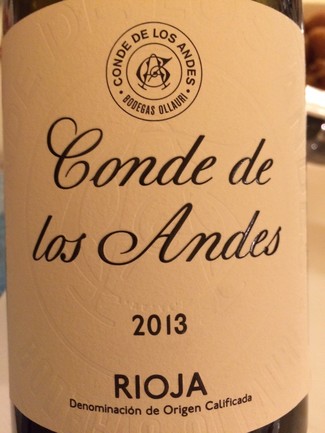 CONDE DE LOS ANDES
BODEGAS OLLAURI
Conde de
los Andes
2013
RIOJA
Denominación de Origen Calificada